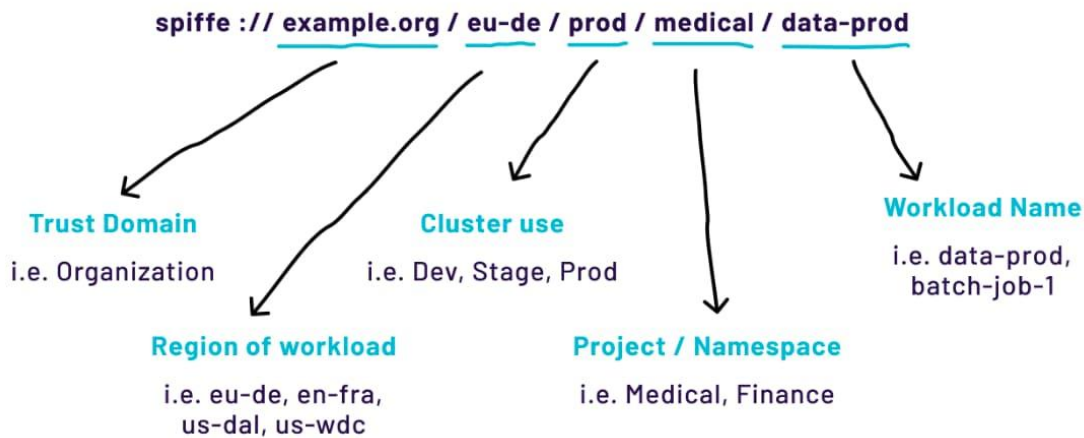 spiffe :// example.org / eu-de / prod / medical / data-prod
Trust Domain
i.e. Organization
Region of workload
i.e. eu-de, en-fra,
us-dal, us-wdc
Cluster use
i.e. Dev, Stage, Prod
Project / Namespace
i.e. Medical, Finance
Workload Name
i.e. data-prod,
batch-job-1